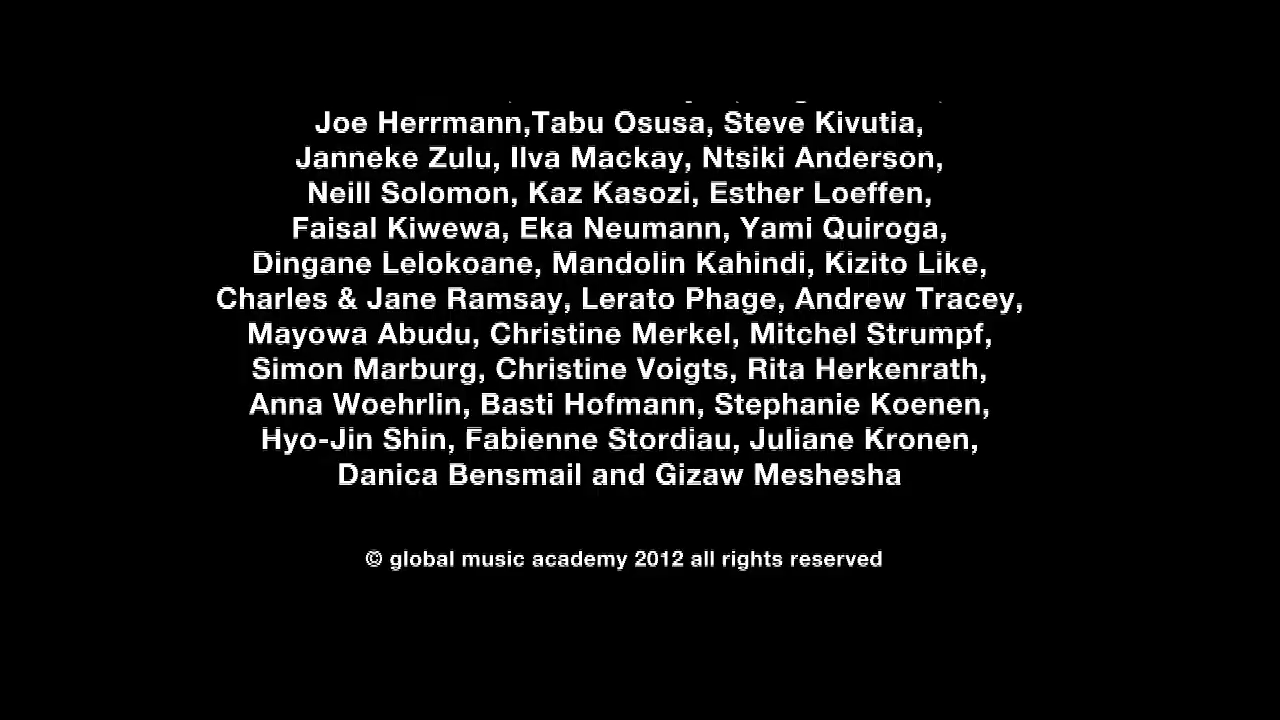 Joe Herrmann,Tabu Osusa, Steve Kivutia,
Janneke Zulu, Ilva Mackay, Ntsiki Anderson,
Neill Solomon, Kaz Kasozi, Esther Loeffen,
Faisal Kiwewa, Eka Neumann, Yami Quiroga,
Dingane Lelokoane, Mandolin Kahindi, Kizito Like,
Charles & Jane Ramsay, Lerato Phage, Andrew Tracey,
Mayowa Abudu, Christine Merkel, Mitchel Strumpf,
Simon Marburg, Christine Voigts, Rita Herkenrath,
Anna Woehrlin, Basti Hofmann, Stephanie Koenen,
Hyo-Jin Shin, Fabienne Stordiau, Juliane Kronen,
Danica Bensmail and Gizaw Meshesha
© global music academy 2012 all rights reserved